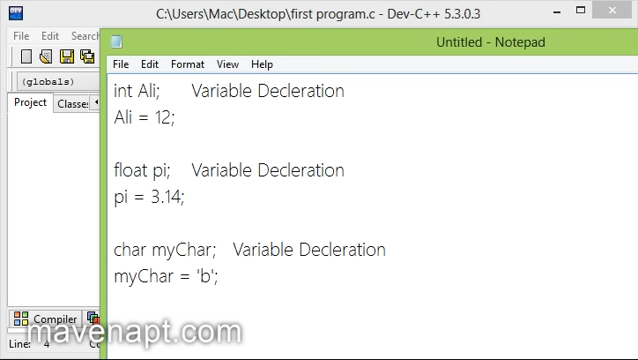 C:\Users\Mac\Desktop\first program.c - Dev-C++ 5.3.0.3
File Edit Search
Untitled - Notepad
File Edit Format View Help
(globals)
Project Classes
int Ali; Variable Decleration
Ali = 12;
float pi; Variable Decleration
pi = 3.14;
char myChar; Variable Decleration
myChar = 'b';
Compiler
mavenapt.com
Line: 4